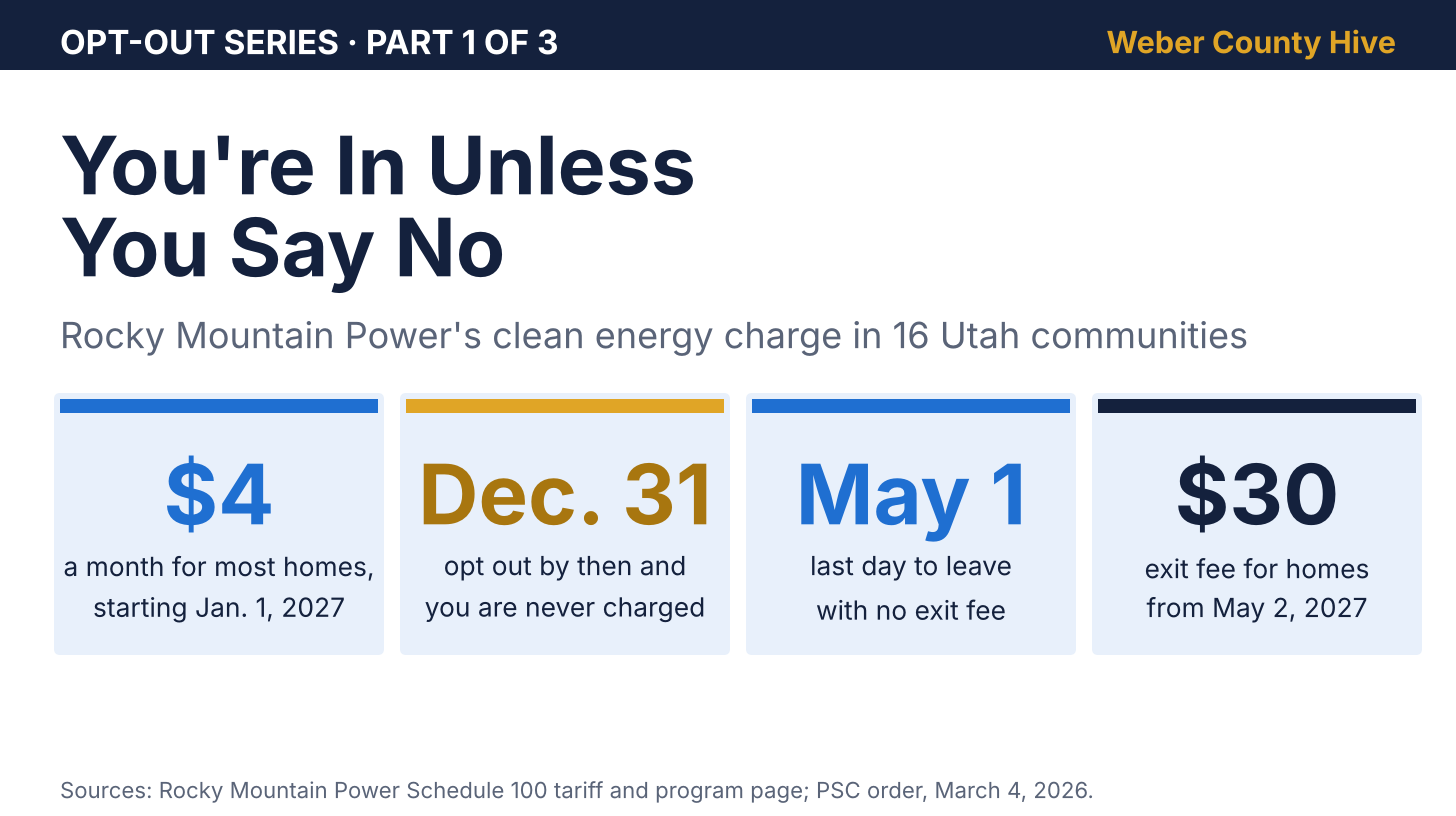 OPT-OUT SERIES · PART 1 OF 3
Weber County Hive
You're In Unless
You Say No
Rocky Mountain Power's clean energy charge in 16 Utah communities
$4
a month for most homes,
starting Jan. 1, 2027
Dec. 31
opt out by then and
you are never charged
May 1
last day to leave
with no exit fee
$30
exit fee for homes
from May 2, 2027
Sources: Rocky Mountain Power Schedule 100 tariff and program page; PSC order, March 4, 2026.